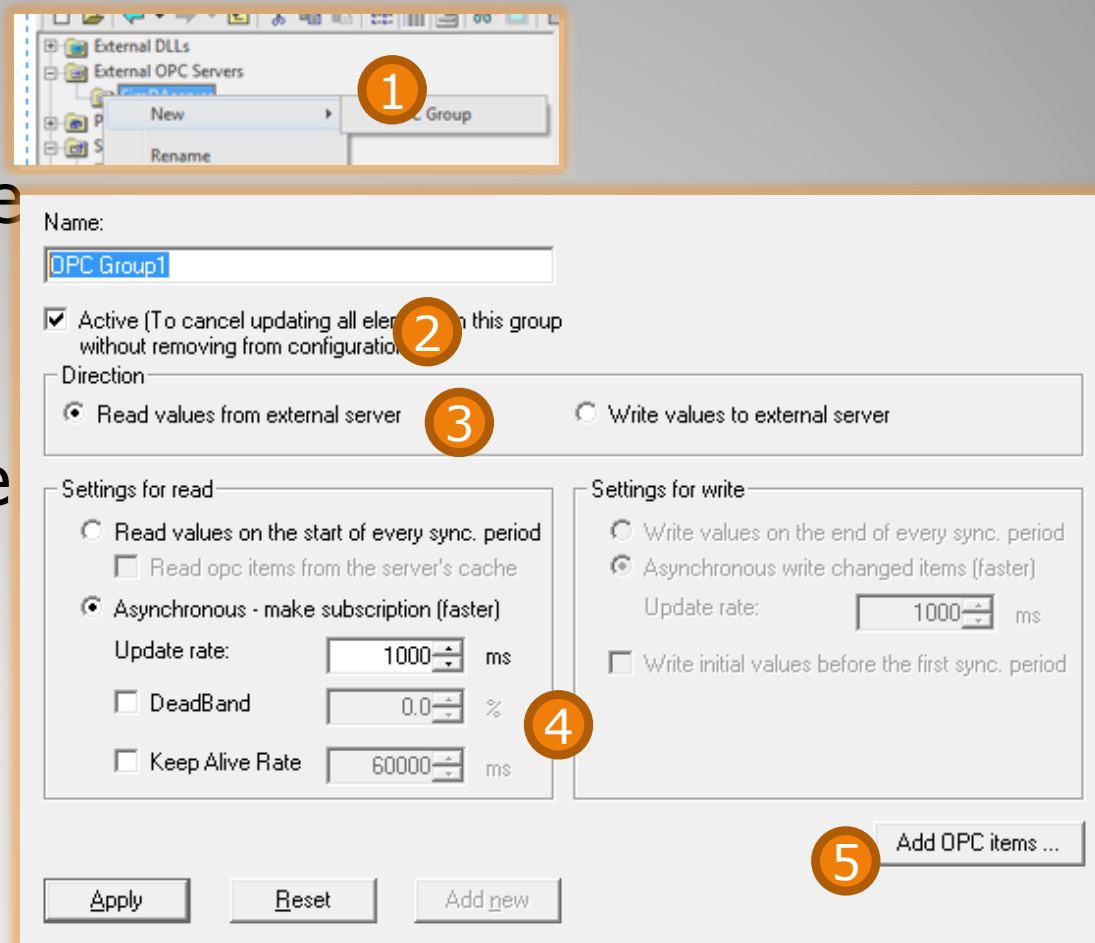 External DLLs
External OPC Servers
1
New
Group
Rename
e
Name:
OPC Group1
Active (To cancel updating all this group
2
without removing from
Direction
Read values from external server
3
Write values to external server
e
Settings for read
Settings for write
Read values on the start of every sync. period
Write values on the end of every sync. period
Read opc items from the server's cache
Asynchronous write changed items (faster)
Asynchronous - make subscription (faster)
Update rate: 1000 ms
Update rate: 1000 ms
Write initial values before the first sync. period
DeadBand 0.0 %
4
Keep Alive Rate 60000 ms
5
Add OPC items ...
Apply
Reset
Add new